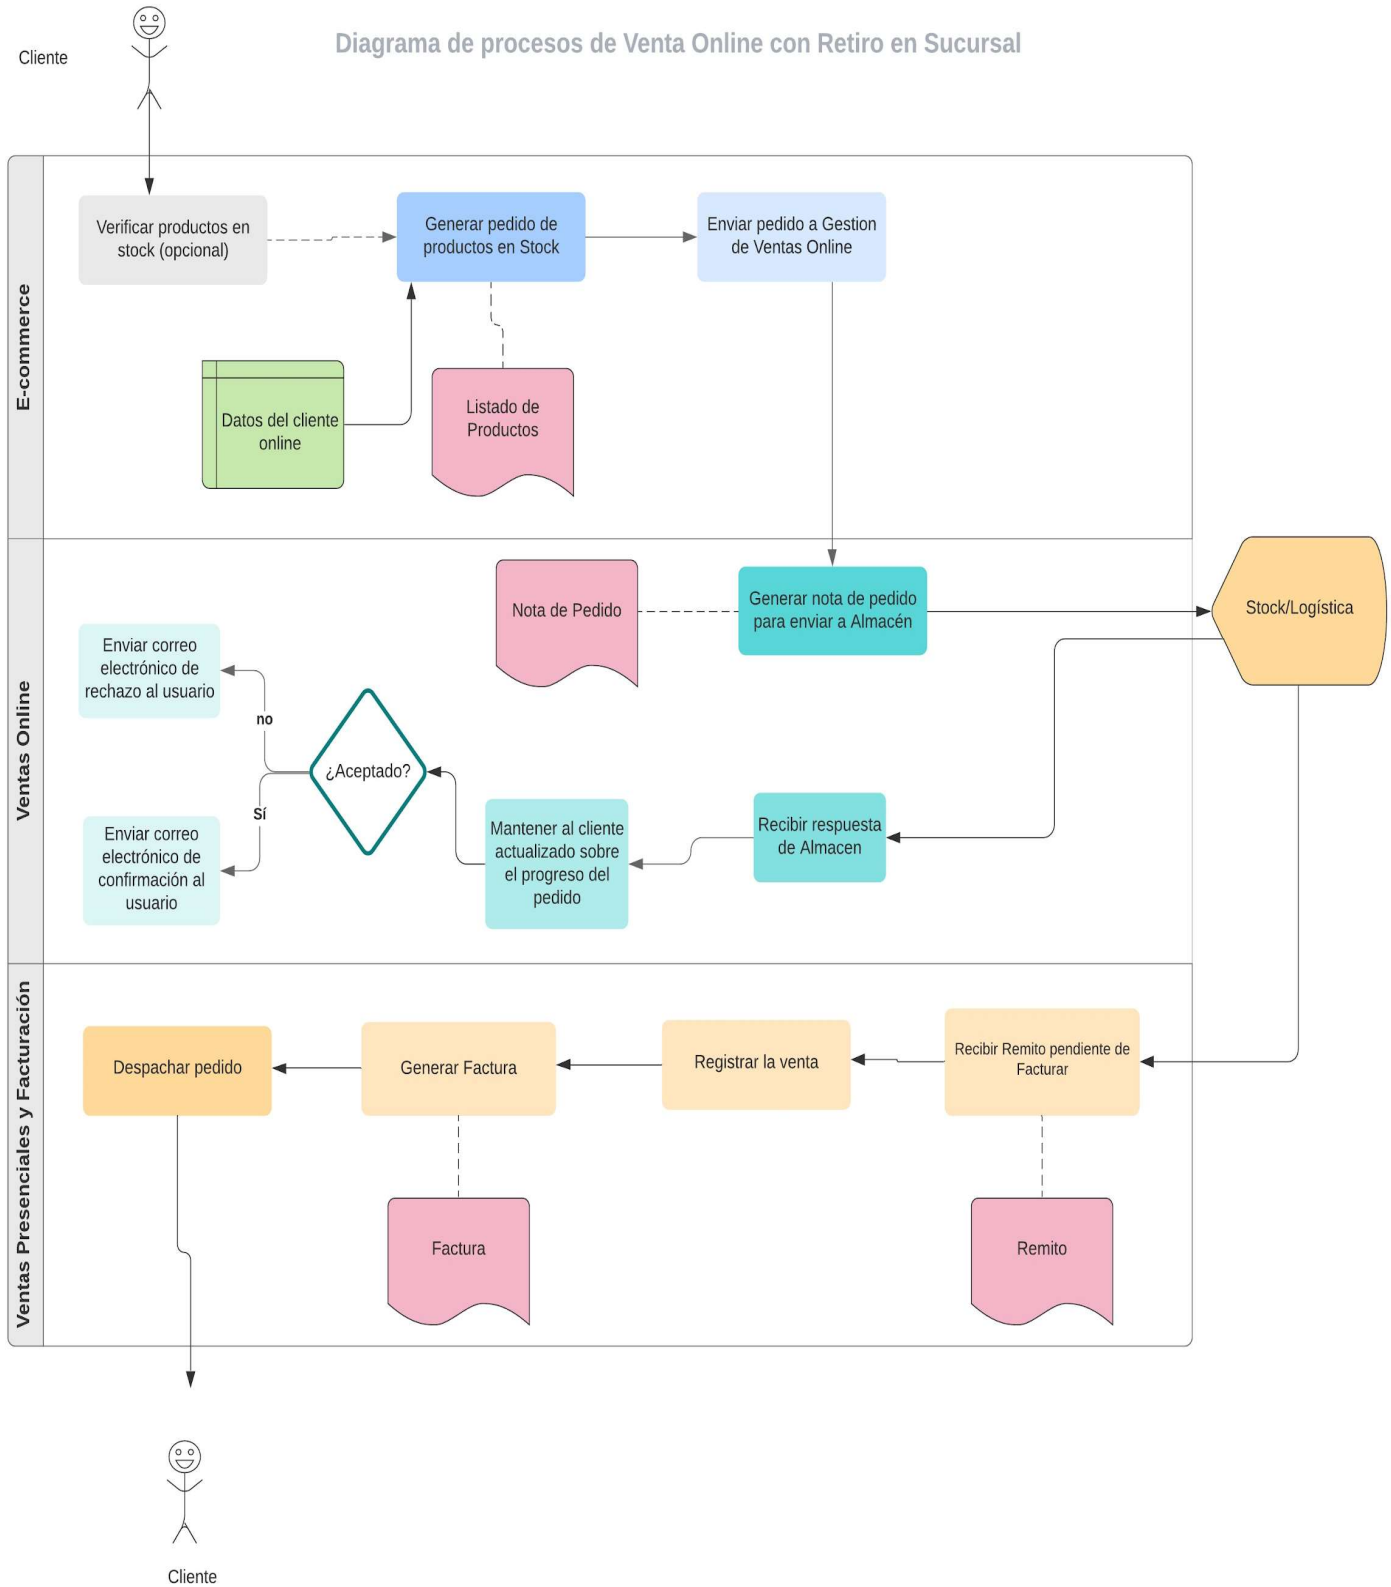 Cliente
Diagrama de procesos de Venta Online con Retiro en Sucursal
E-commerce
Verificar productos en
stock (opcional)
Generar pedido de
productos en Stock
Enviar pedido a Gestion
de Ventas Online
Datos del cliente
online
Listado de
Productos
Ventas Online
Nota de Pedido
Generar nota de pedido
para enviar a Almacén
Stock/Logística
Enviar correo
electrónico de
rechazo al usuario
no
¿Aceptado?
Sí
Enviar correo
electrónico de
confirmación al
usuario
Mantener al cliente
actualizado sobre
el progreso del
pedido
Recibir respuesta
de Almacen
Ventas Presenciales y Facturación
Despachar pedido
Generar Factura
Registrar la venta
Recibir Remito pendiente de
Facturar
Factura
Remito
Cliente